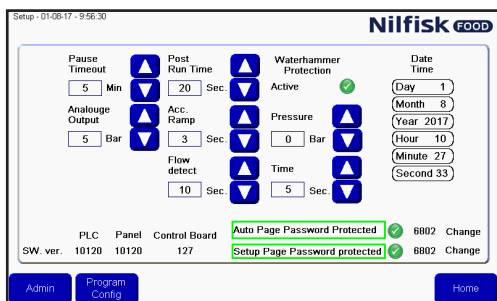 Setup - 01-08-17 - 9:56:30
Nilfisk FOOD
Pause Timeout
5 Min
Post Run Time
20 Sec.
Waterhammer Protection
Active
Date Time
Day 1
Month 8
Year 2017
Hour 10
Minute 27
Second 33
Analouge Output
5 Bar
Acc. Ramp
3 Sec.
Pressure
0 Bar
Flow detect
10 Sec.
Time
5 Sec.
PLC Panel Control Board
SW. ver. 10120 10120 127
Auto Page Password Protected 6802 Change
Setup Page Password protected 6802 Change
Admin
Program Config
Home